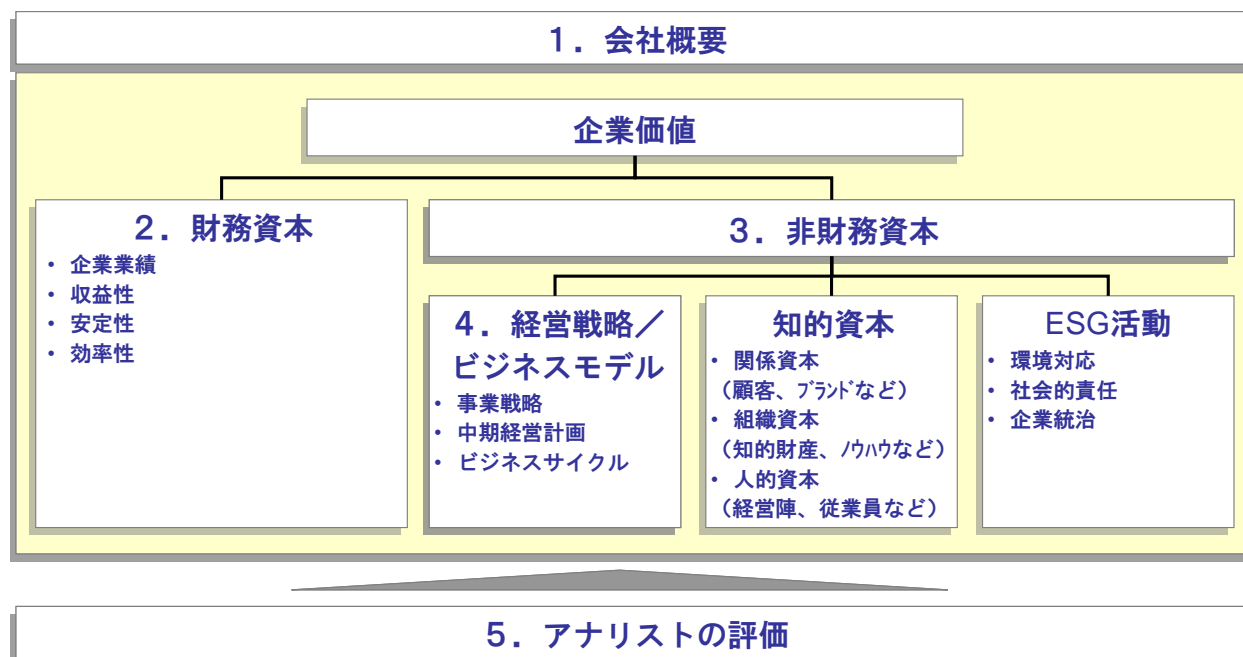 1．会社概要
企業価値
2．財務資本
・ 企業業績
・ 収益性
・ 安定性
・ 効率性
3．非財務資本
4．経営戦略／
ビジネスモデル
・ 事業戦略
・ 中期経営計画
・ ビジネスサイクル
知的資本
・ 関係資本
（顧客、ﾌﾞﾗﾝﾄﾞなど）
・ 組織資本
（知的財産、ﾉｳﾊｳなど）
・ 人的資本
（経営陣、従業員など）
ESG活動
・ 環境対応
・ 社会的責任
・ 企業統治
5．アナリストの評価